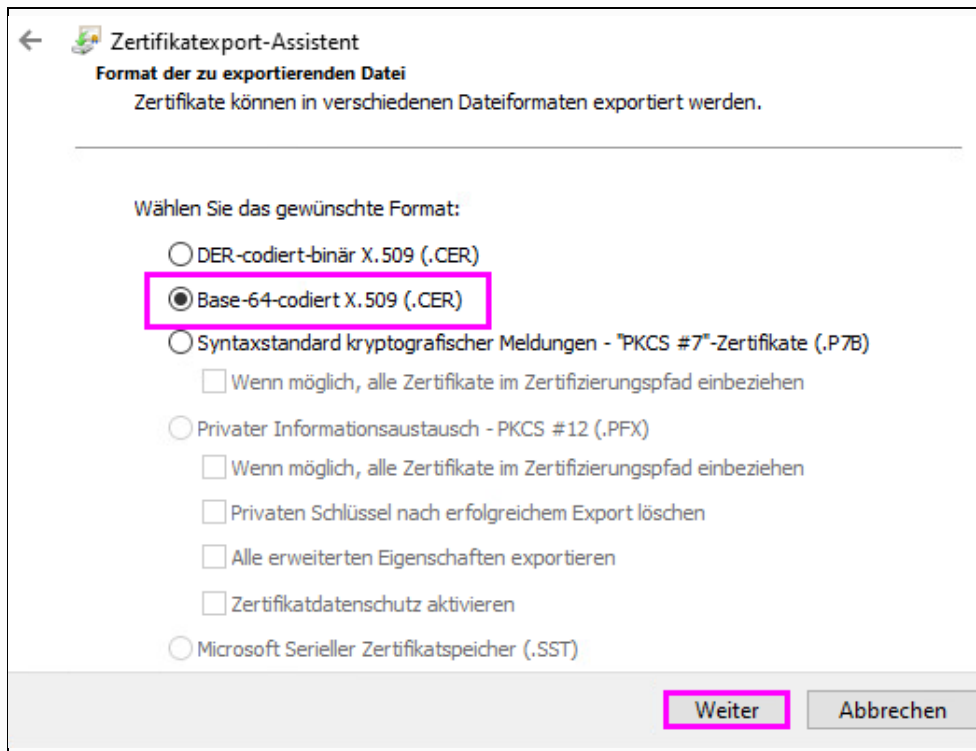 Zertifikatexport-Assistent
Format der zu exportierenden Datei
Zertifikate können in verschiedenen Dateiformaten exportiert werden.
Wählen Sie das gewünschte Format:
DER-codiert-binär X.509 (.CER)
Base-64-codiert X.509 (.CER)
Syntaxstandard kryptografischer Meldungen - "PKCS #7"-Zertifikate (.P7B)
Wenn möglich, alle Zertifikate im Zertifizierungspfad einbeziehen
Privater Informationsaustausch - PKCS #12 (.PFX)
Wenn möglich, alle Zertifikate im Zertifizierungspfad einbeziehen
Privaten Schlüssel nach erfolgreichem Export löschen
Alle erweiterten Eigenschaften exportieren
Zertifikatdatenschutz aktivieren
Microsoft Serieller Zertifikatspeicher (.SST)
Weiter Abbrechen